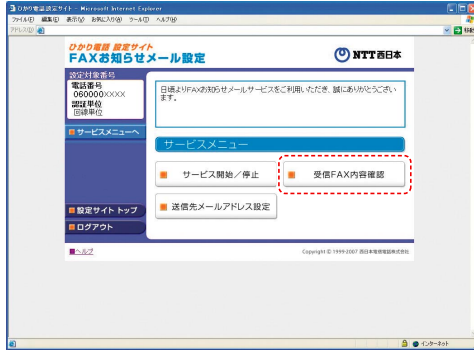 ひかり電話 設定サイト - Microsoft Internet Explorer
ファイル(F) 編集(E) 表示(V) お気に入り(A) ツール(T) ヘルプ(H)
アドレス(D)
移動
ひかり電話 設定サイト
FAXお知らせメール設定
NTT西日本
設定対象番号
電話番号
060000××××
認証単位
回線単位
日頃よりFAXお知らせメールサービスをご利用いただき、誠にありがとうござい
ます。
サービスメニューへ
サービスメニュー
サービス開始／停止
受信FAX内容確認
送信先メールアドレス設定
設定サイト トップ
ログアウト
ヘルプ
Copyright © 1999-2007 西日本電信電話株式会社
インターネット